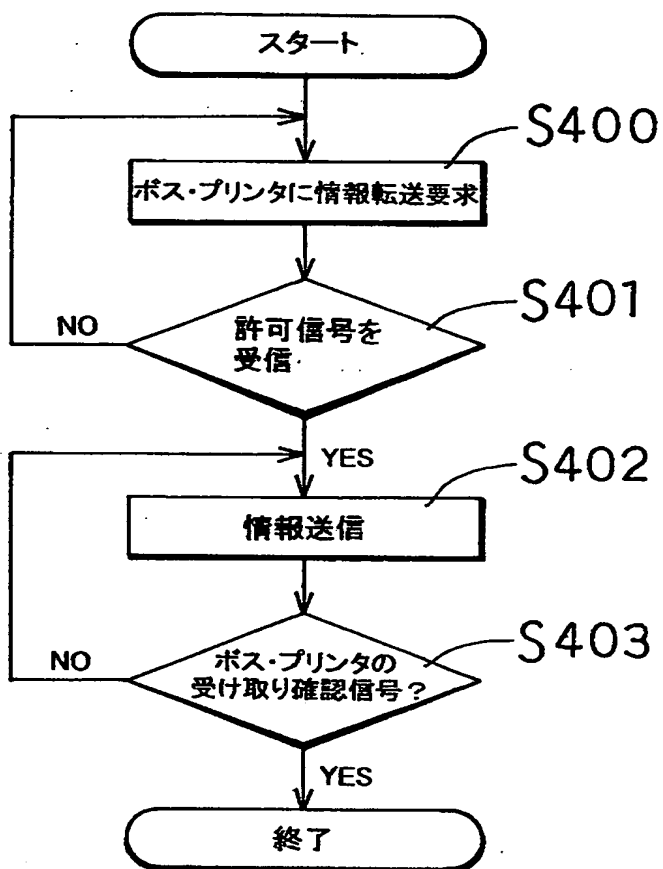 スタート
S400
ボス・プリンタに情報転送要求
S401
許可信号を
受信
NO
YES
S402
情報送信
S403
ボス・プリンタの
受け取り確認信号?
NO
YES
終了